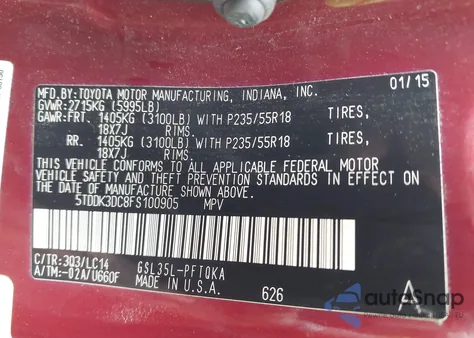 MFD.BY:TOYOTA MOTOR MANUFACTURING, INDIANA, INC.
01/15
GVWR:2715KG (5995LB)
GAWR:FRT. 1405KG (3100LB) WITH P235/55R18 TIRES,
18X7J RIMS.
RR. 1405KG (3100LB) WITH P235/55R18 TIRES,
18X7J RIMS.
THIS VEHICLE CONFORMS TO ALL APPLICABLE FEDERAL MOTOR
VEHICLE SAFETY AND THEFT PREVENTION STANDARDS IN EFFECT ON
THE DATE OF MANUFACTURE SHOWN ABOVE.
5TDDK3DC8FS100905 MPV
C/TR:3Q3/LC14 GSL35L-PFTQKA
A/TM:-02A/U660F MADE IN U.S.A. 626
A
autoSnap